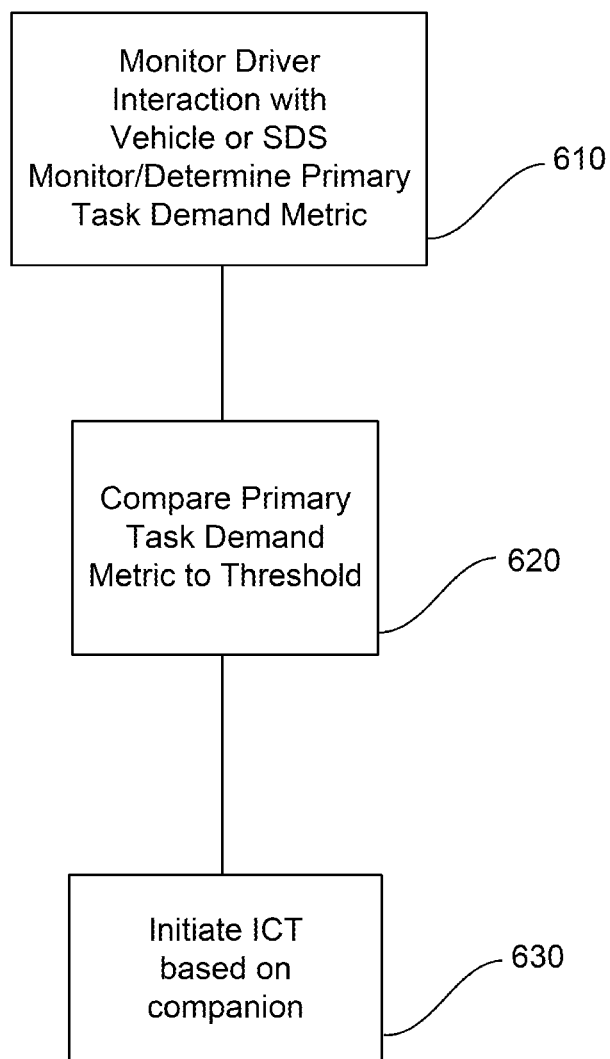 Monitor Driver
Interaction with
Vehicle or SDS
Monitor/Determine Primary
Task Demand Metric
610
Compare Primary
Task Demand
Metric to Threshold
620
Initiate ICT
based on
companion
630